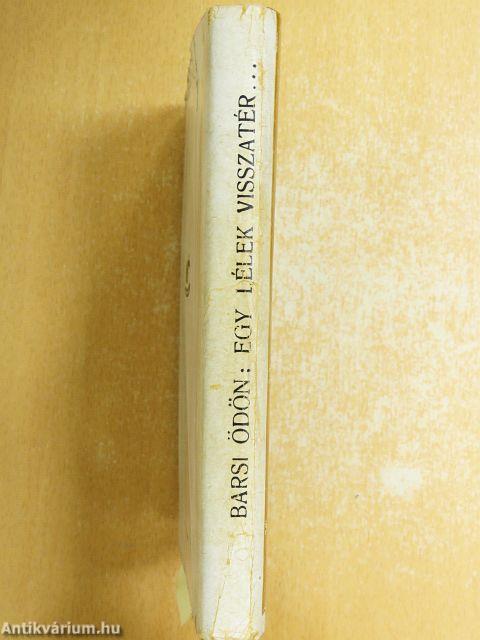 BARSI ÖDÖN: EGY LÉLEK VISSZATÉR...
Antikvárium.hu